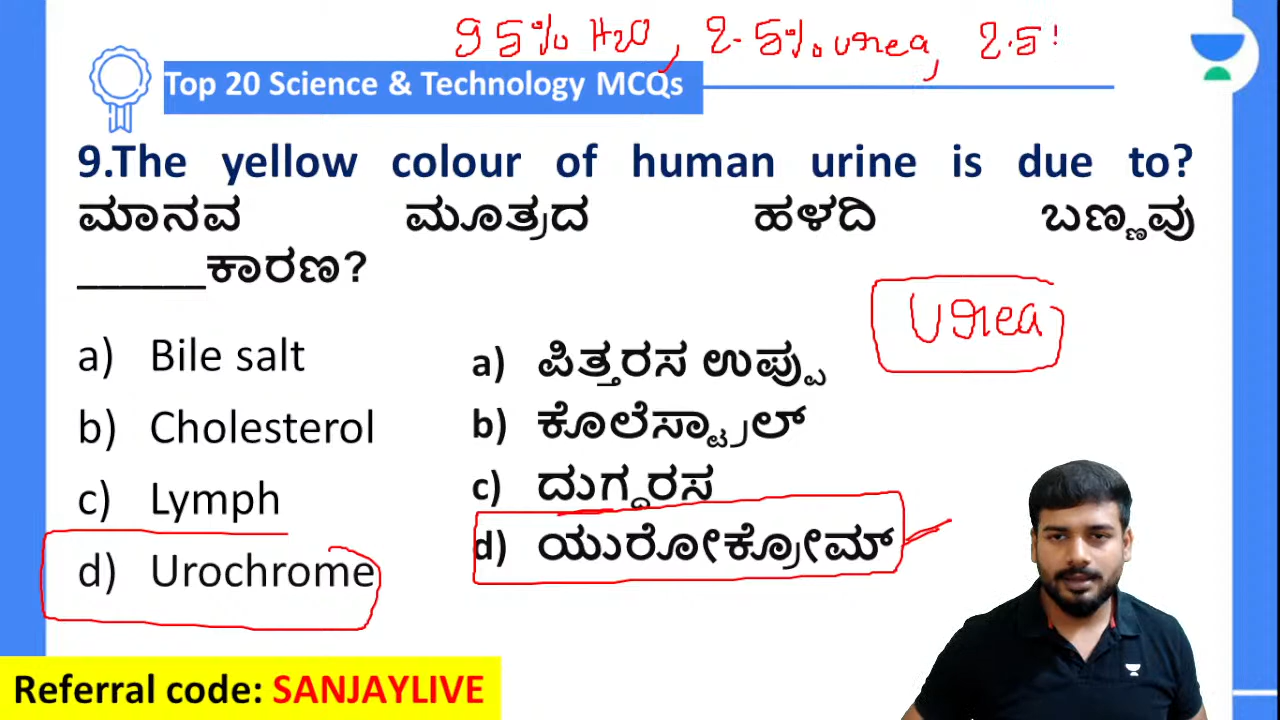 95% H2O, 2.5% urea, 2.5
Top 20 Science & Technology MCQs
9.The yellow colour of human urine is due to?
ಮಾನವ ಮೂತ್ರದ ಹಳದಿ ಬಣ್ಣವು
______ಕಾರಣ?
Urea
a) Bile salt
a) ಪಿತ್ತರಸ ಉಪ್ಪು
b) Cholesterol
b) ಕೊಲೆಸ್ಟ್ರಾಲ್
c) Lymph
c) ದುಗ್ಧರಸ
d) Urochrome
d) ಯುರೋಕ್ರೋಮ್
Referral code: SANJAYLIVE